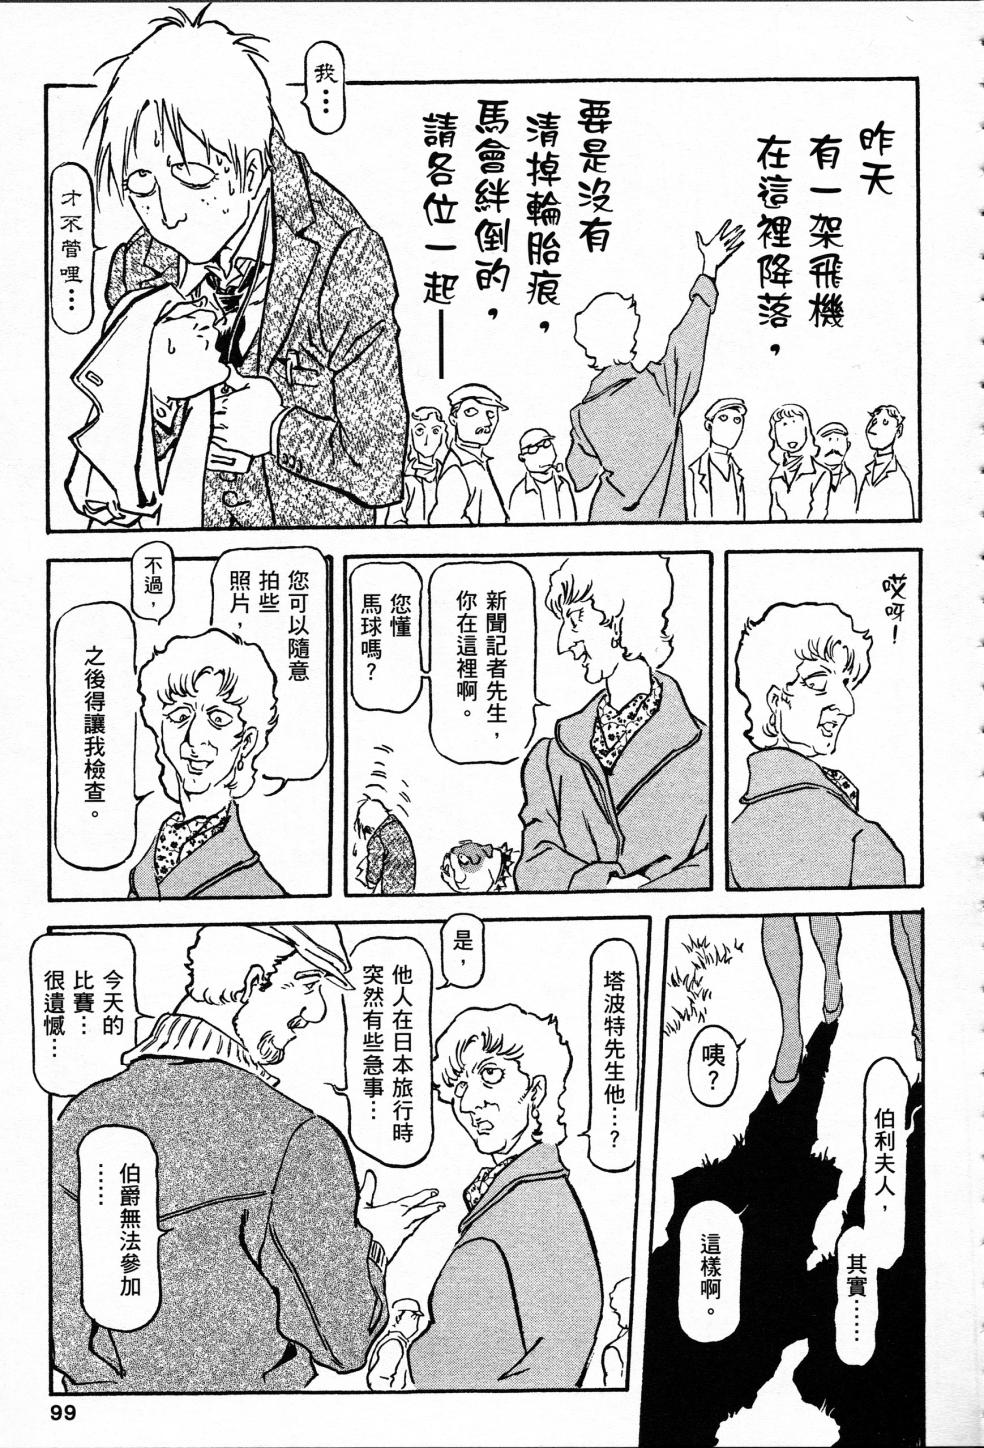 昨天
有一架飛機
在這裡降落，
要是沒有
清掉輪胎痕，
馬會絆倒的，
請各位一起——
我…
才不管哩…
哎呀！
新聞記者先生，
你在這裡啊。
您懂
馬球嗎？
您可以隨意
拍些
照片，
不過，
之後得讓我檢查。
伯利夫人，
其實……
咦？
這樣啊。
塔波特先生他…？
是，
他人在日本旅行時
突然有些急事…
今天的
比賽…
很遺憾…
伯爵無法參加
……
99